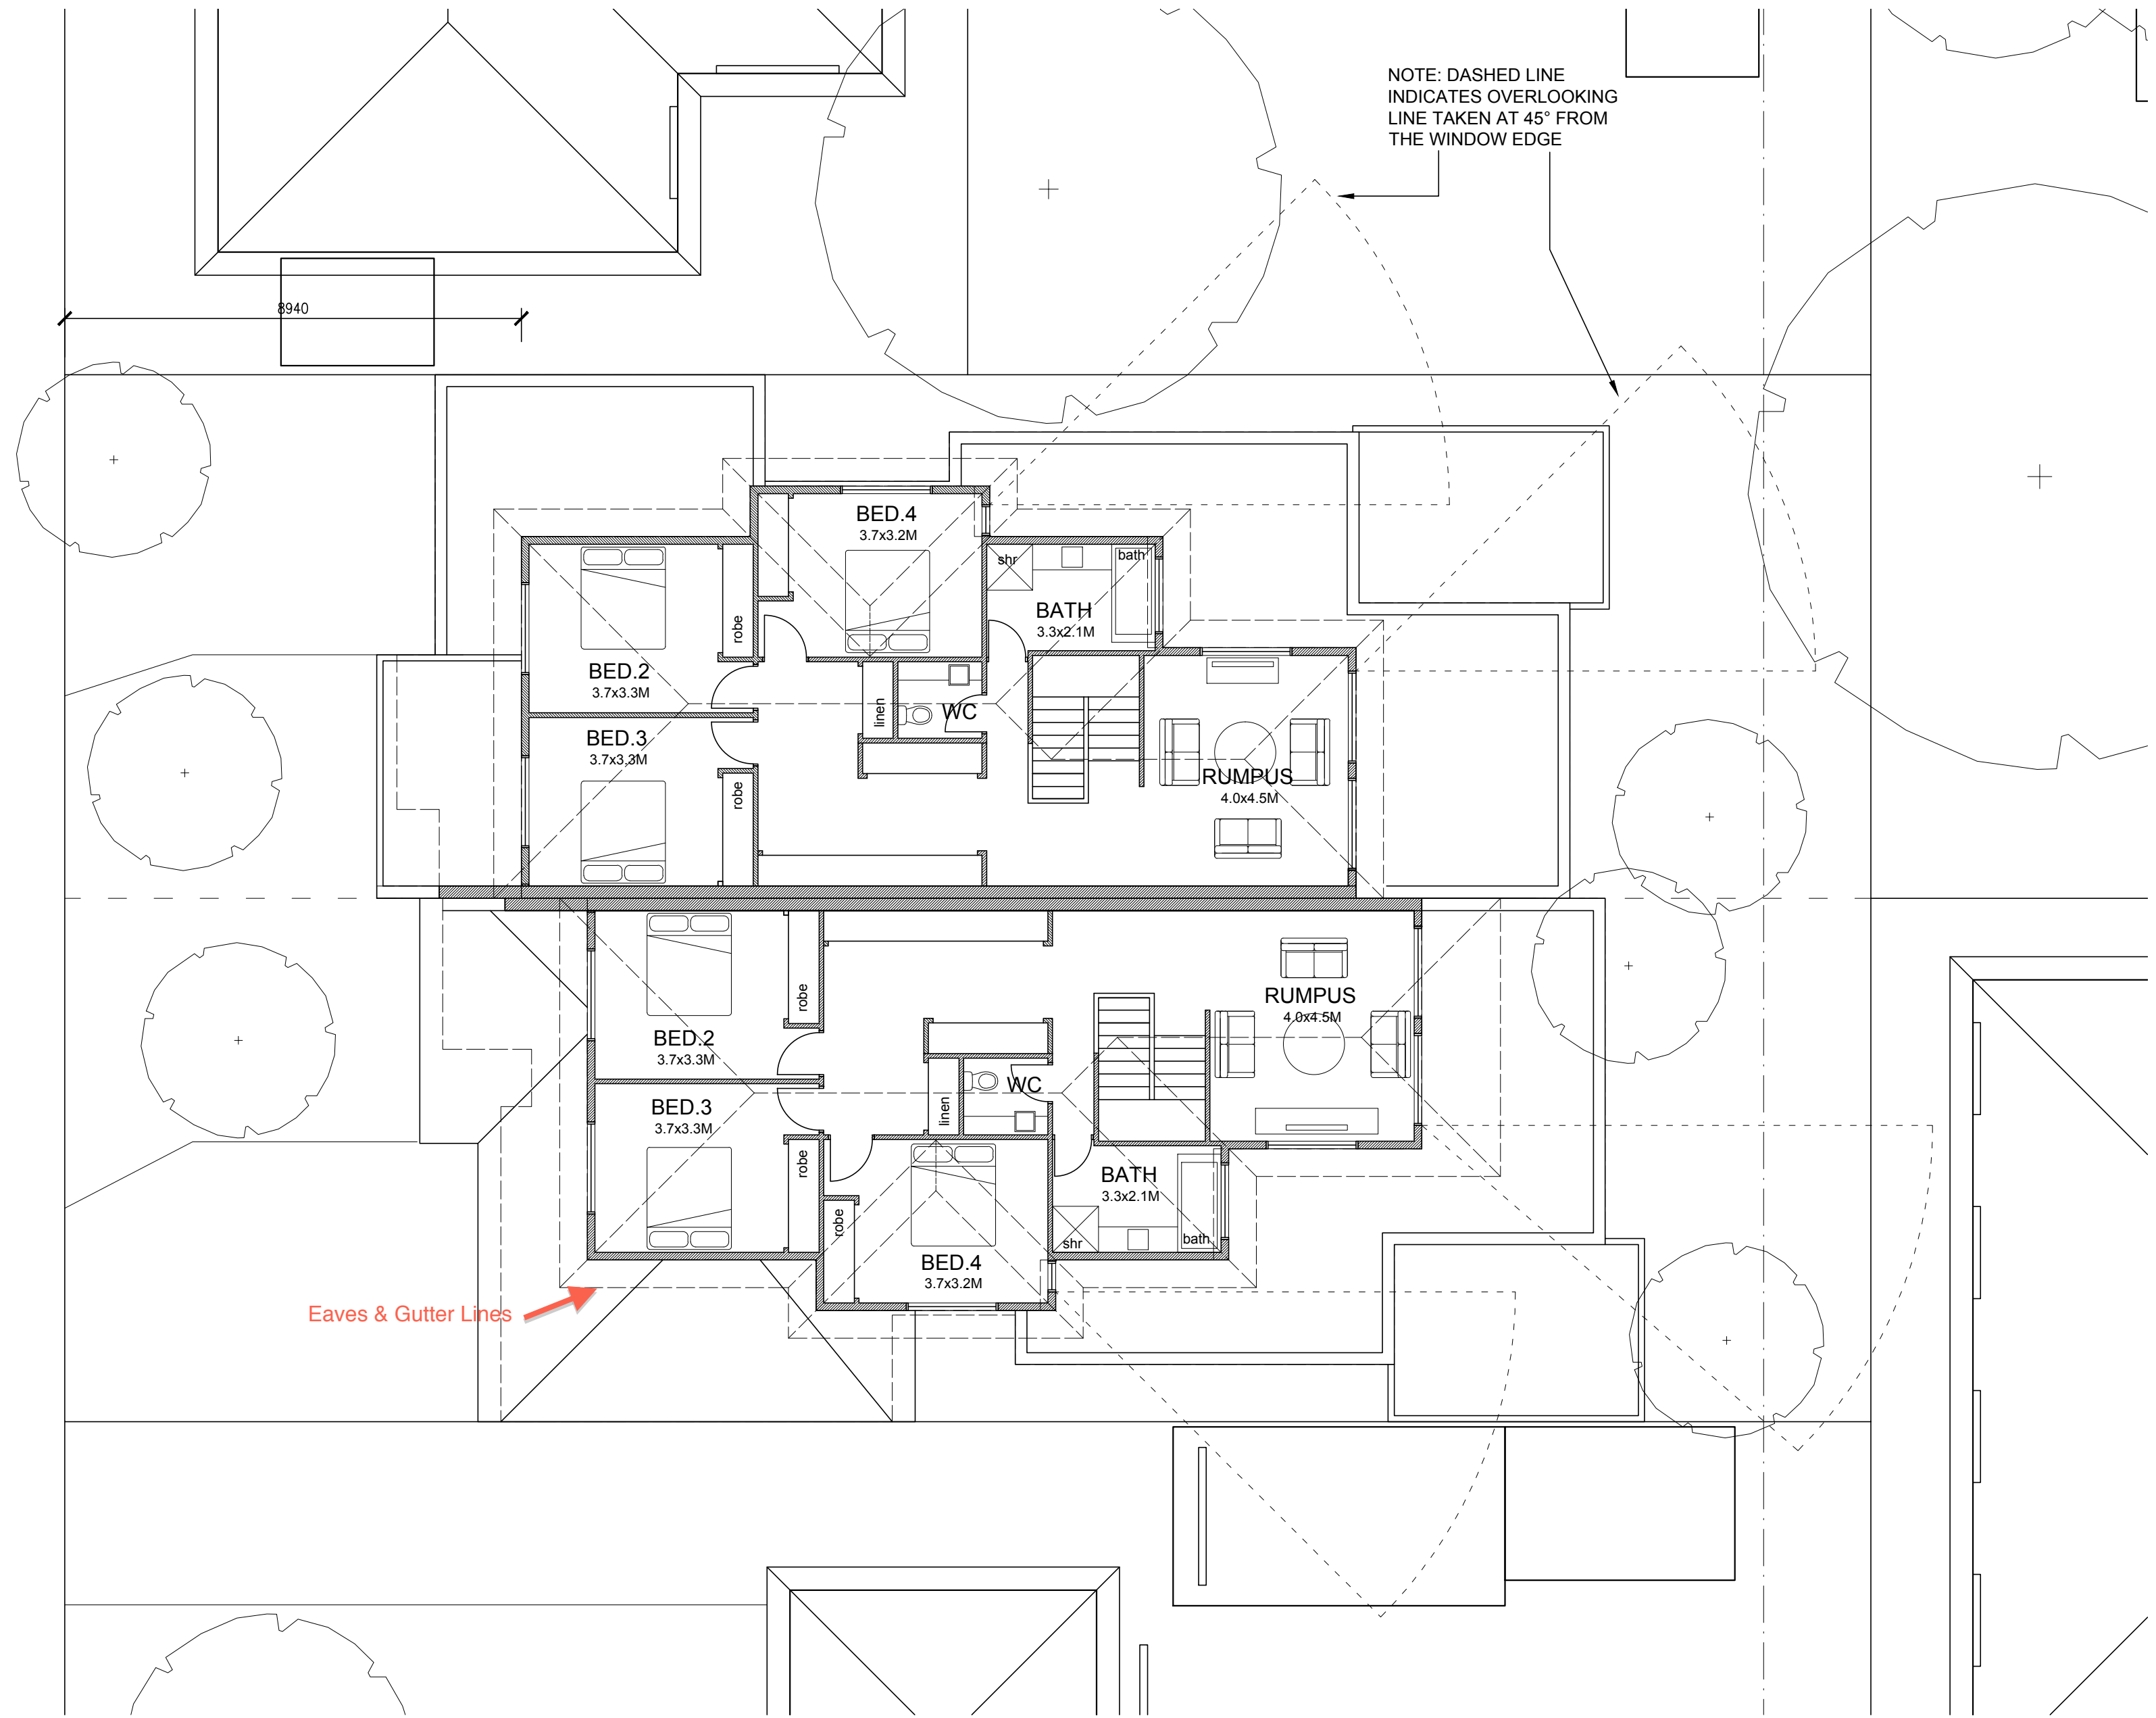 NOTE: DASHED LINE
INDICATES OVERLOOKING
LINE TAKEN AT 45° FROM
THE WINDOW EDGE
8940
BED.4
3.7x3.2M
shr
bath
BATH
3.3x2.1M
robe
BED.2
3.7x3.3M
linen
WC
BED.3
3.7x3.3M
robe
RUMPUS
4.0x4.5M
robe
RUMPUS
4.0x4.5M
BED.2
3.7x3.3M
WC
linen
BED.3
3.7x3.3M
robe
BATH
3.3x2.1M
robe
shr
bath
BED.4
3.7x3.2M
Eaves & Gutter Lines